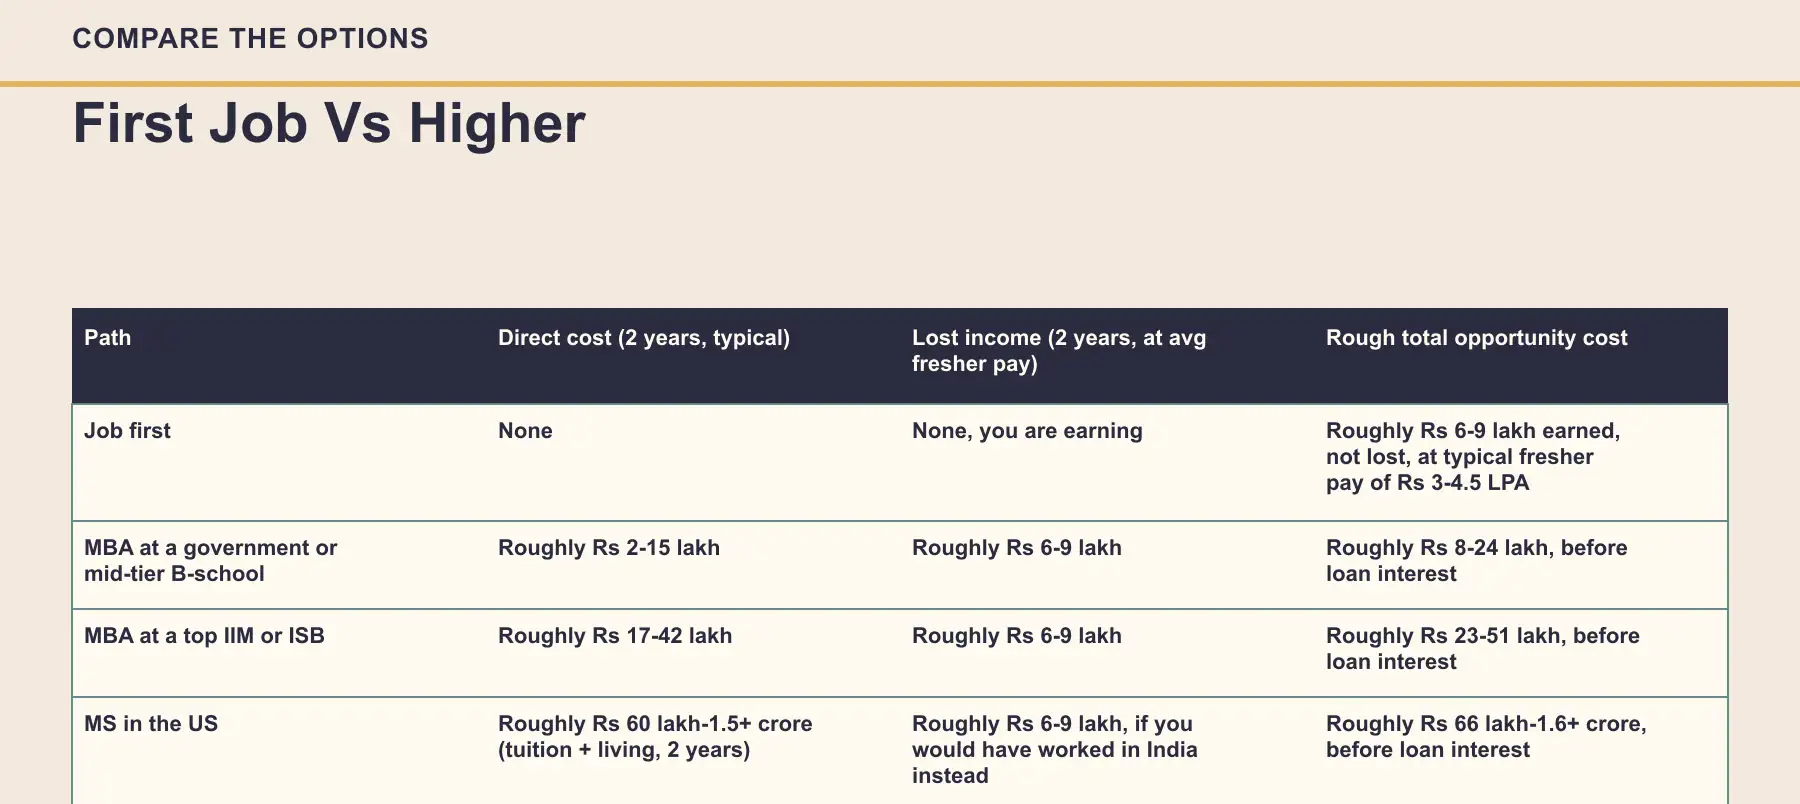 COMPARE THE OPTIONS
First Job Vs Higher
Path
Direct cost (2 years, typical)
Lost income (2 years, at avg
fresher pay)
Rough total opportunity cost
Job first
None
None, you are earning
Roughly Rs 6-9 lakh earned,
not lost, at typical fresher
pay of Rs 3-4.5 LPA
MBA at a government or
mid-tier B-school
Roughly Rs 2-15 lakh
Roughly Rs 6-9 lakh
Roughly Rs 8-24 lakh, before
loan interest
MBA at a top IIM or ISB
Roughly Rs 17-42 lakh
Roughly Rs 6-9 lakh
Roughly Rs 23-51 lakh, before
loan interest
MS in the US
Roughly Rs 60 lakh-1.5+ crore
(tuition + living, 2 years)
Roughly Rs 6-9 lakh, if you
would have worked in India
instead
Roughly Rs 66 lakh-1.6+ crore,
before loan interest